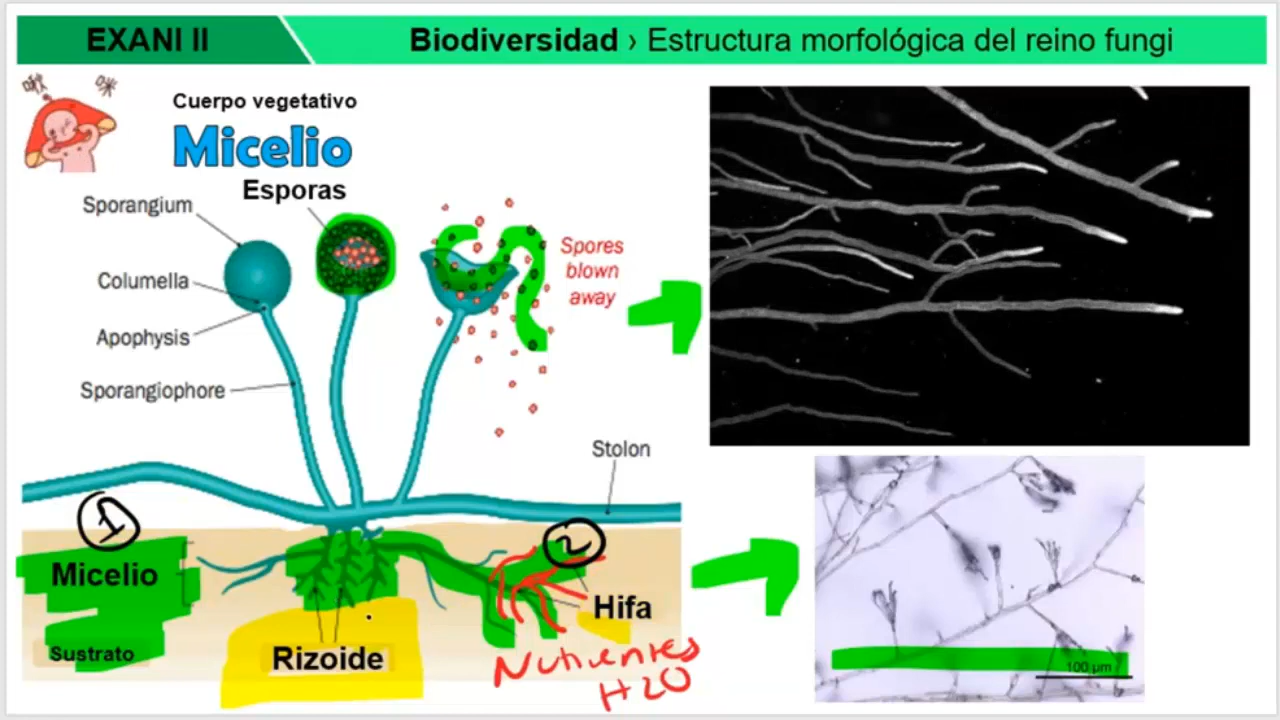 EXANI II
Biodiversidad › Estructura morfológica del reino fungi
Cuerpo vegetativo
Micelio
Esporas
Sporangium
Columella
Apophysis
Sporangiophore
Spores
blown
away
Stolon
1
2
Micelio
Hifa
Sustrato
Rizoide
Nutrientes
H2O
100 µm